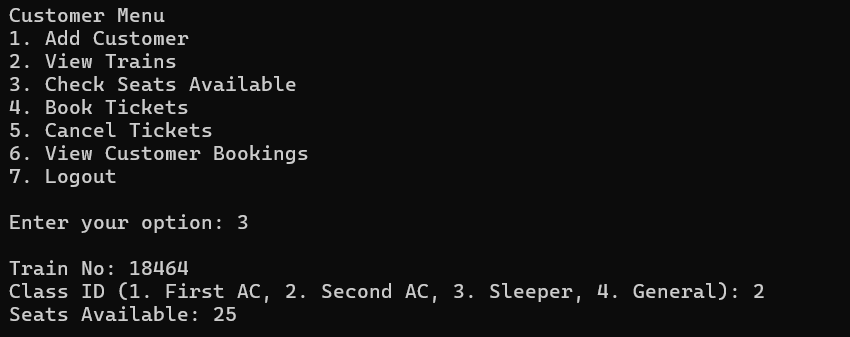 Customer Menu
1. Add Customer
2. View Trains
3. Check Seats Available
4. Book Tickets
5. Cancel Tickets
6. View Customer Bookings
7. Logout
Enter your option: 3
Train No: 18464
Class ID (1. First AC, 2. Second AC, 3. Sleeper, 4. General): 2
Seats Available: 25